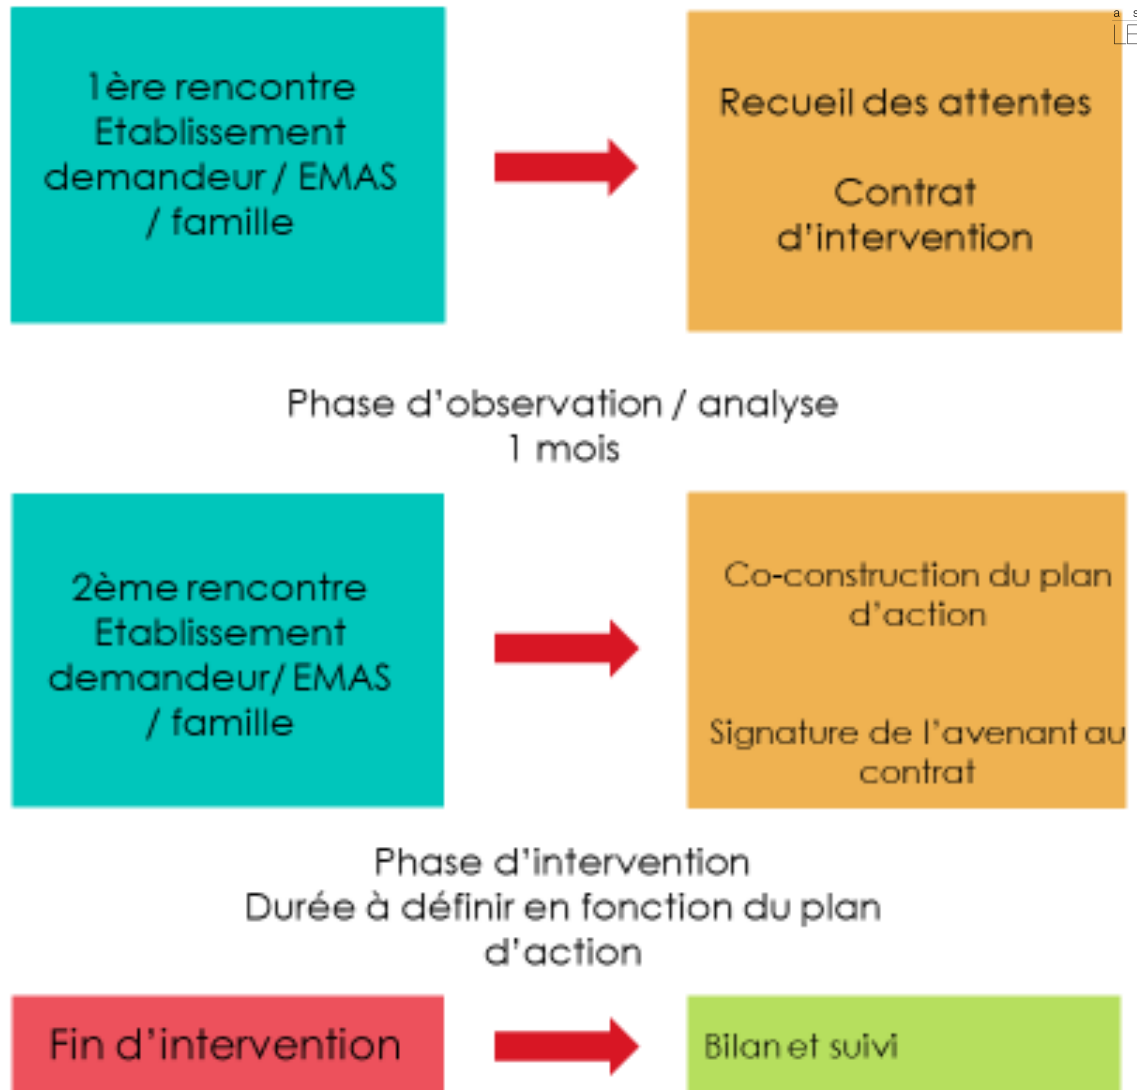 1ère rencontre
Etablissement
demandeur / EMAS
/ famille
Recueil des attentes
Contrat
d'intervention
Phase d'observation / analyse
1 mois
2ème rencontre
Etablissement
demandeur/ EMAS
/ famille
Co-construction du plan
d'action
Signature de l'avenant au
contrat
Phase d'intervention
Durée à définir en fonction du plan
d'action
Fin d'intervention
Bilan et suivi